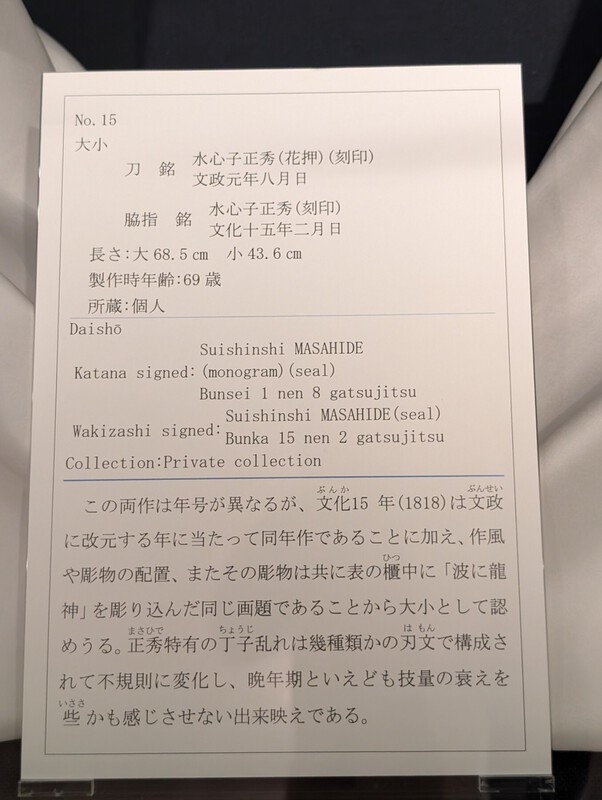 No.15
大小
刀 銘 水心子正秀(花押)(刻印)
文政元年八月日
脇指 銘 水心子正秀(刻印)
文化十五年二月日
長さ:大 68.5 cm 小 43.6 cm
製作時年齢:69 歳
所蔵:個人
Daishō
Suishinshi MASAHIDE
Katana signed: (monogram)(seal)
Bunsei 1 nen 8 gatsujitsu
Suishinshi MASAHIDE(seal)
Wakizashi signed:
Bunka 15 nen 2 gatsujitsu
Collection:Private collection
ぶんか ぶんせい
この両作は年号が異なるが、文化15 年(1818)は文政
に改元する年に当たって同年作であることに加え、作風
ひつ
や彫物の配置、またその彫物は共に表の櫃中に「波に龍
神」を彫り込んだ同じ画題であることから大小として認
まさひで ちょうじ は もん
めうる。正秀特有の丁子乱れは幾種類かの刃文で構成さ
れて不規則に変化し、晩年期といえども技量の衰えを
いささ
些かも感じさせない出来映えである。